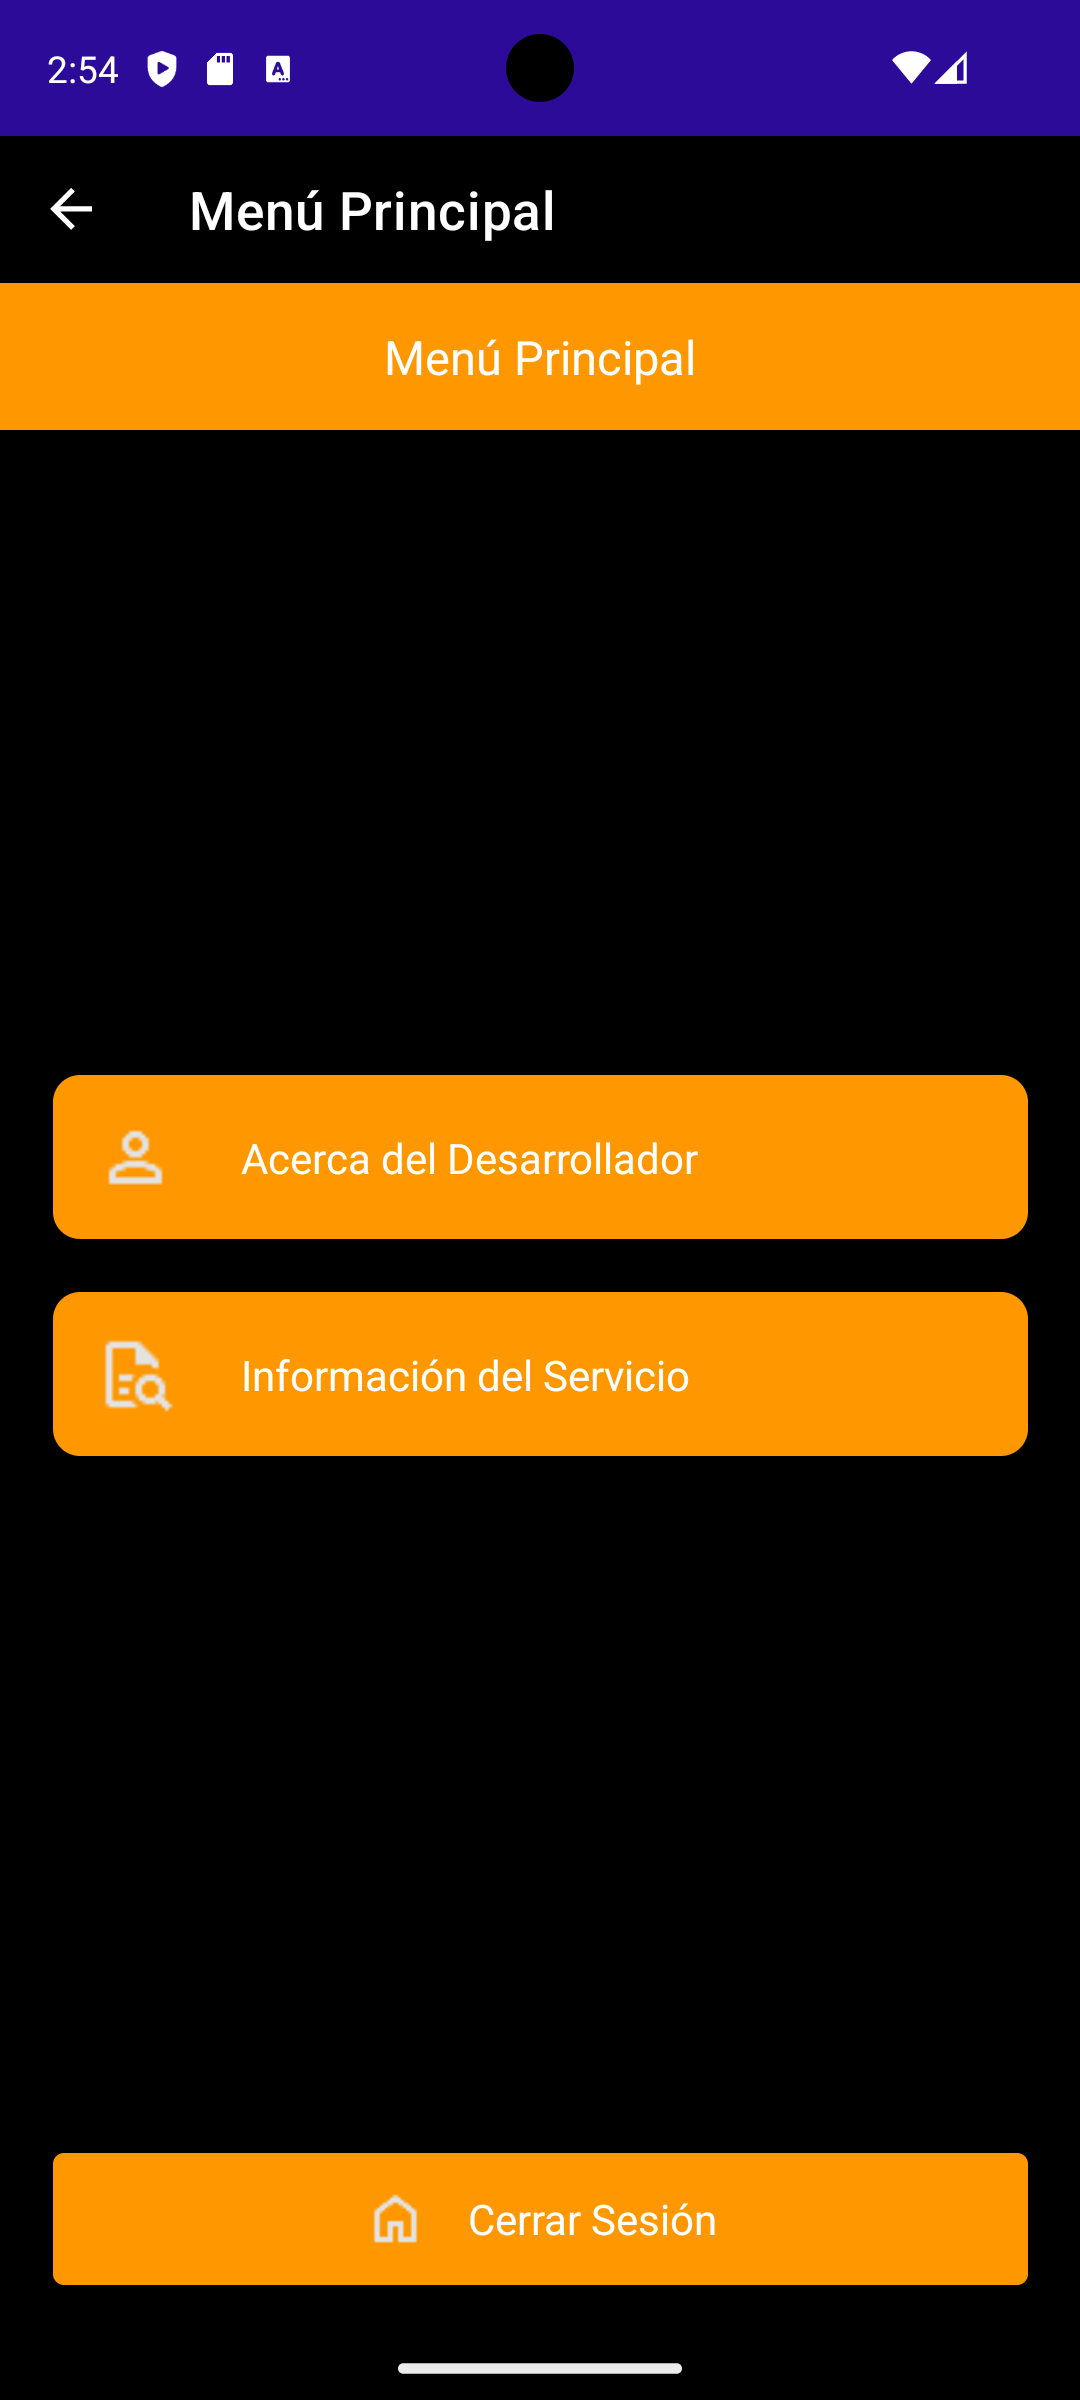 2:54
Menú Principal
Menú Principal
Acerca del Desarrollador
Información del Servicio
Cerrar Sesión